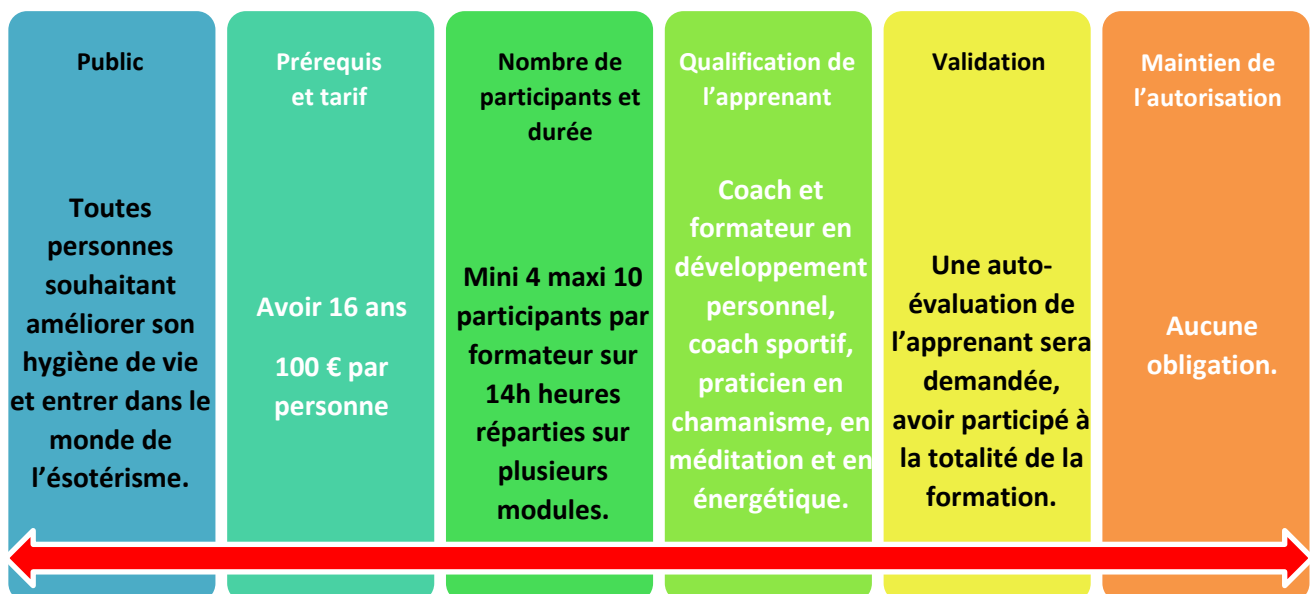 Public
Toutes
personnes
souhaitant
améliorer son
hygiène de vie
et entrer dans le
monde de
l’ésotérisme.
Prérequis
et tarif
Avoir 16 ans
100 € par
personne
Nombre de
participants et
durée
Mini 4 maxi 10
participants par
formateur sur
14h heures
réparties sur
plusieurs
modules.
Qualification de
l’apprenant
Coach et
formateur en
développement
personnel,
coach sportif,
praticien en
chamanisme, en
méditation et en
énergétique.
Validation
Une auto-
évaluation de
l’apprenant sera
demandée,
avoir participé à
la totalité de la
formation.
Maintien de
l’autorisation
Aucune
obligation.